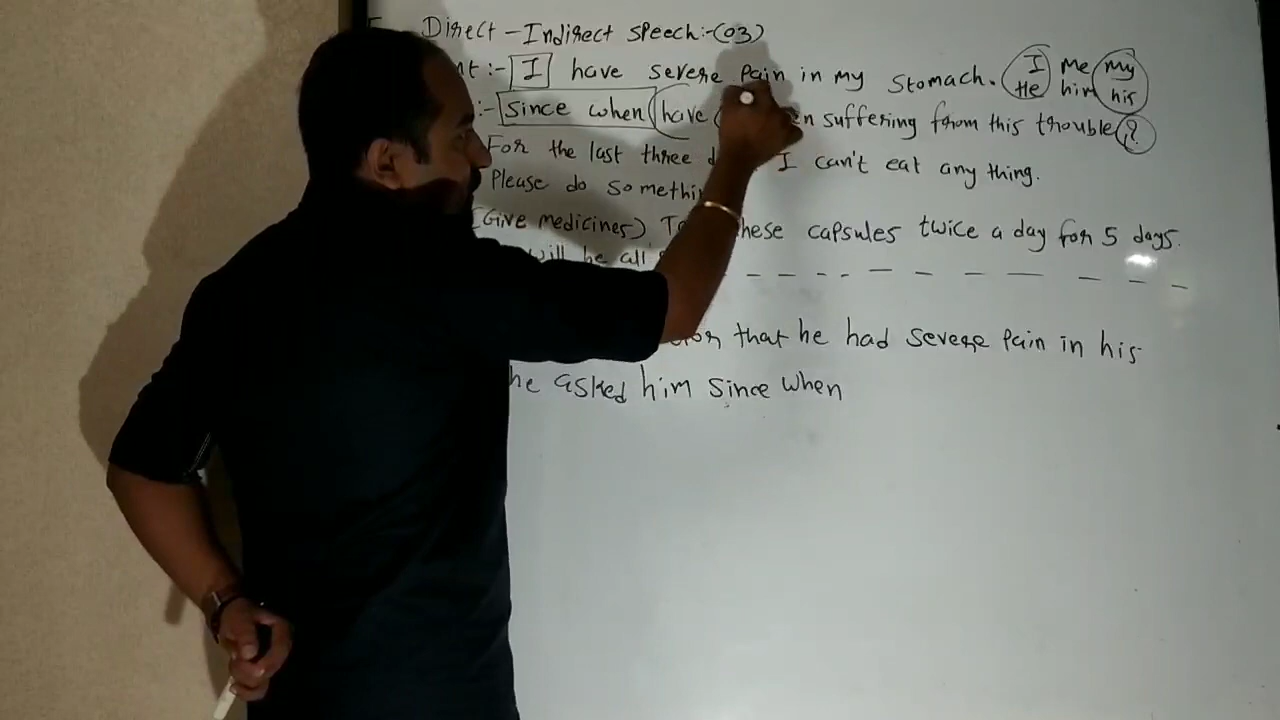 Direct - Indirect speech:- (03)
:- I have severe pain in my stomach. I Me my
He him his
:- since when have suffering from this trouble?
For the last three I can't eat any thing.
Please do
(Give medicines) these capsules twice a day for 5 days.
will be all
that he had severe pain in his
he asked him since when